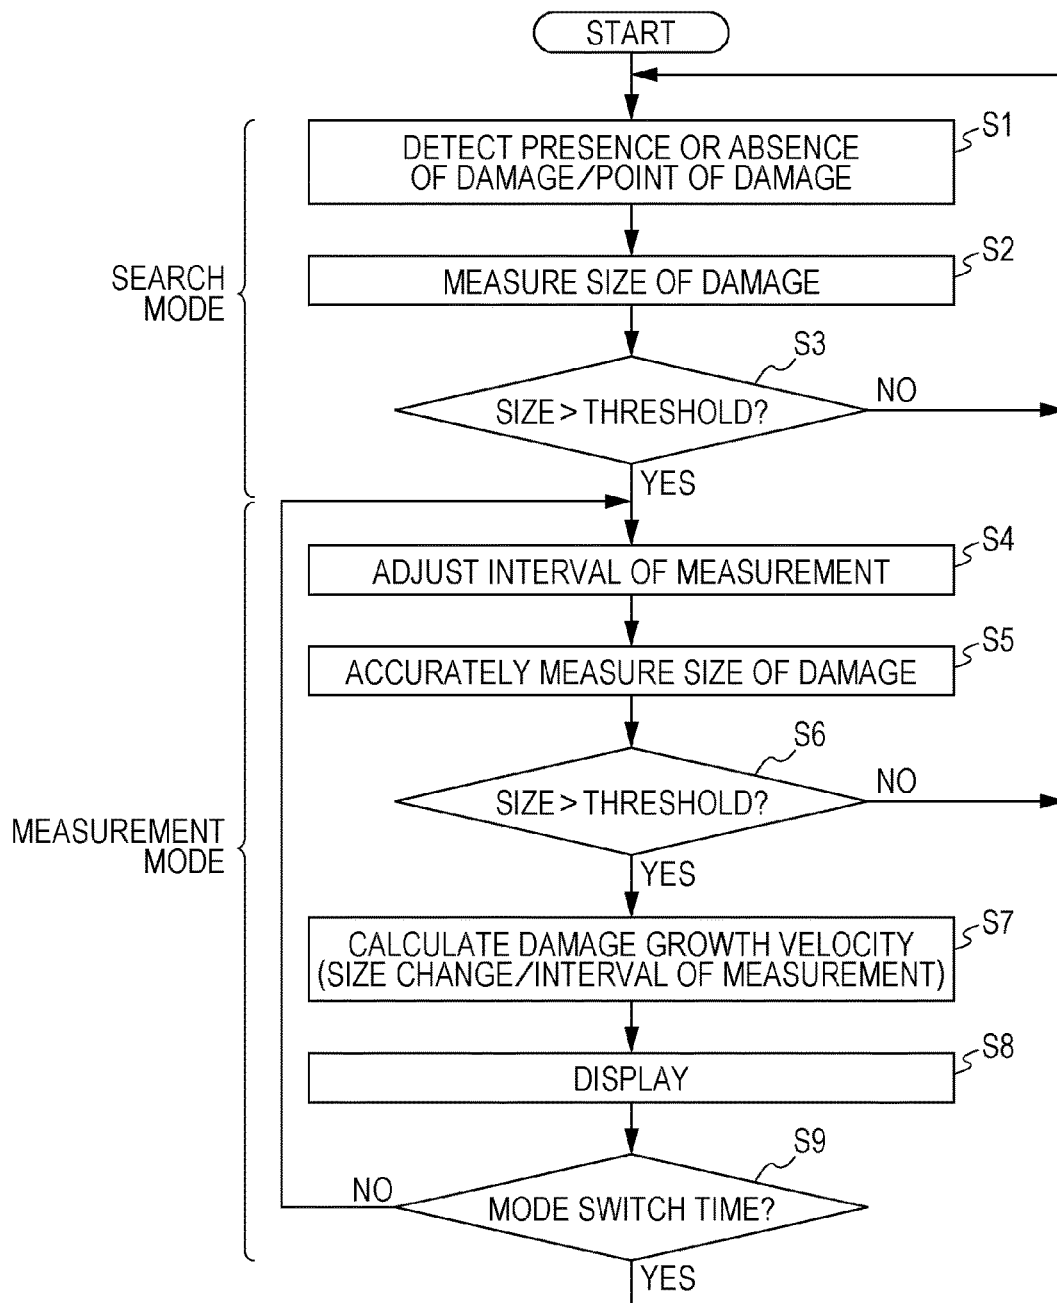 START
S1
DETECT PRESENCE OR ABSENCE
OF DAMAGE/POINT OF DAMAGE
S2
MEASURE SIZE OF DAMAGE
SEARCH
MODE
S3
SIZE > THRESHOLD?
NO
YES
S4
ADJUST INTERVAL OF MEASUREMENT
S5
ACCURATELY MEASURE SIZE OF DAMAGE
S6
SIZE > THRESHOLD?
NO
YES
MEASUREMENT
MODE
S7
CALCULATE DAMAGE GROWTH VELOCITY
(SIZE CHANGE/INTERVAL OF MEASUREMENT)
S8
DISPLAY
S9
MODE SWITCH TIME?
NO
YES